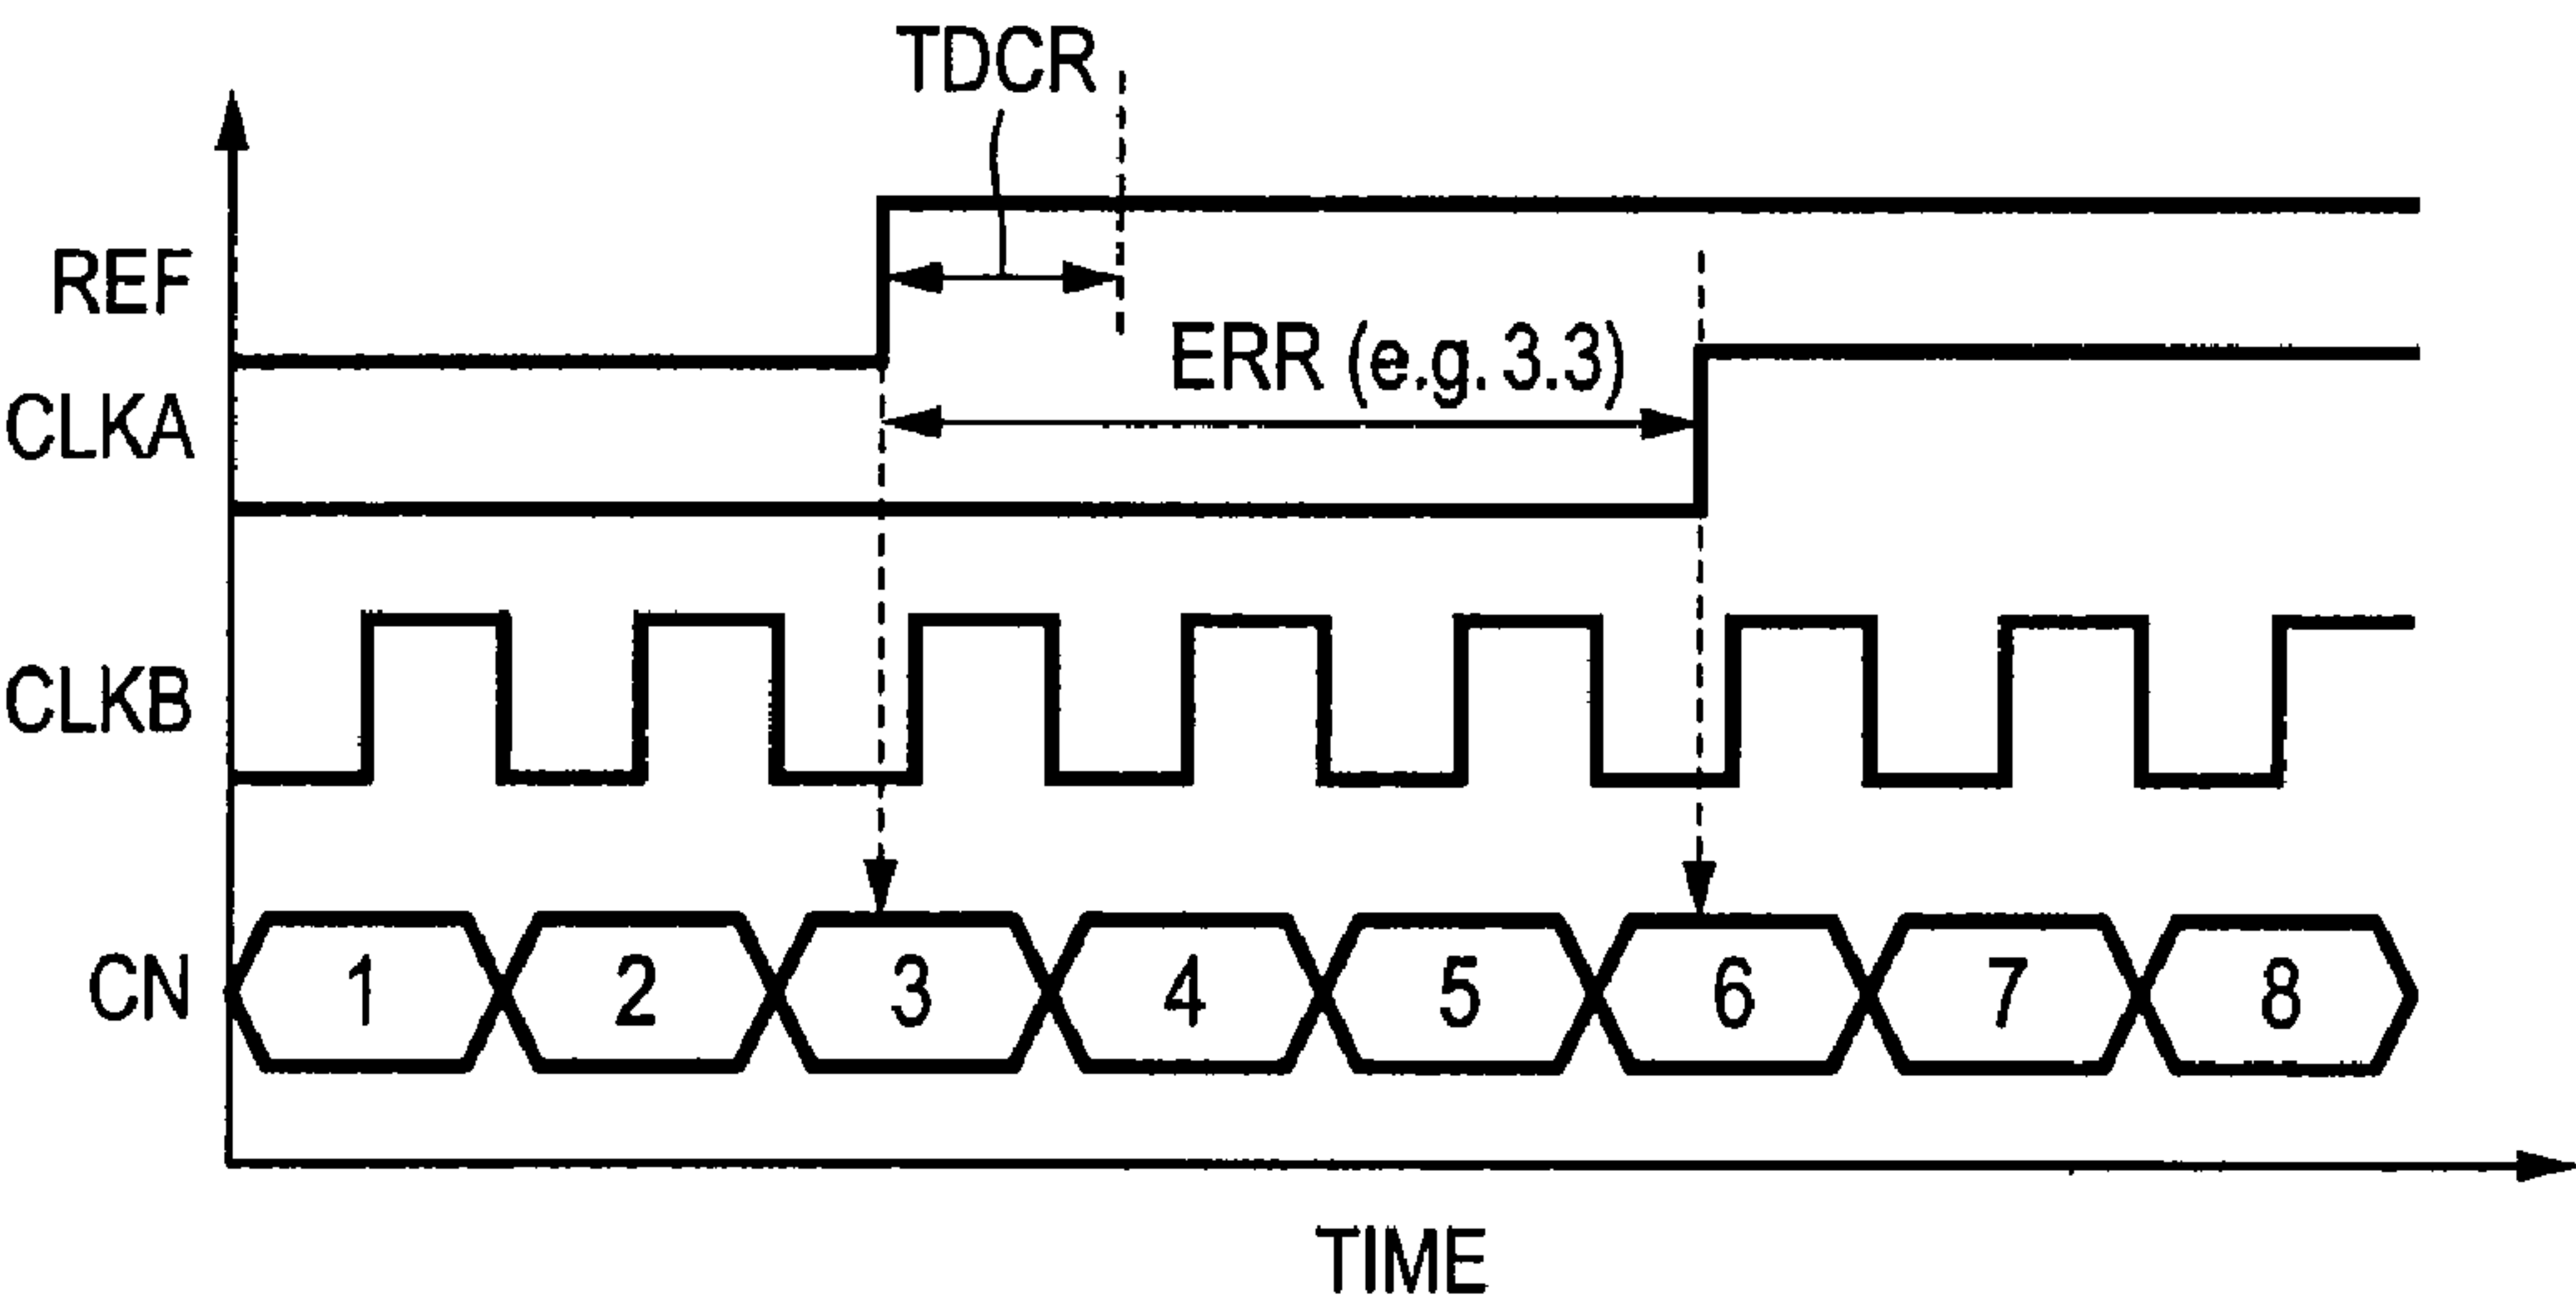 TDCR
REF
ERR (e.g. 3.3)
CLKA
CLKB
CN 1 2 3 4 5 6 7 8
TIME